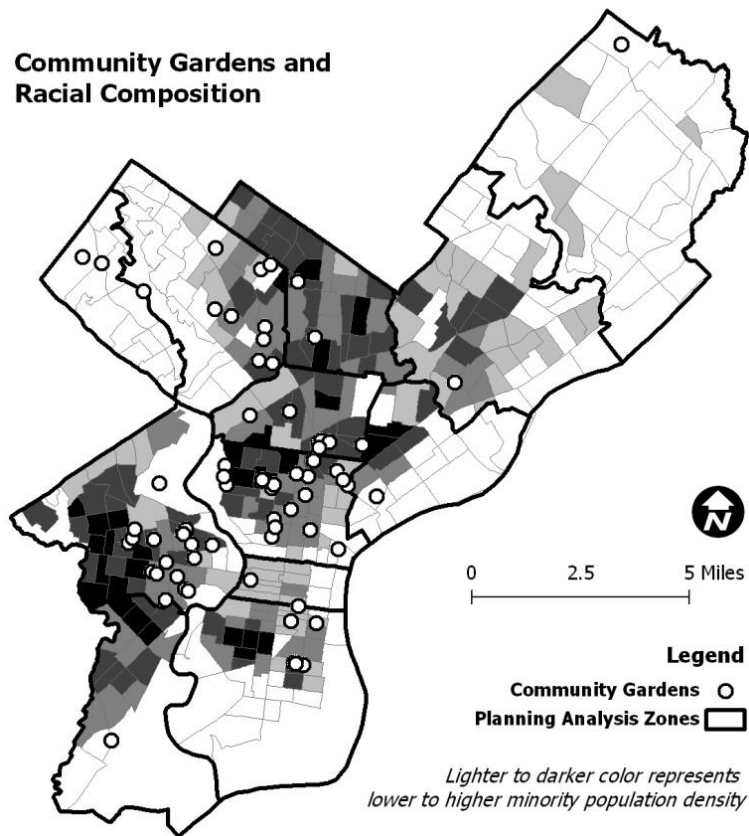 Community Gardens and
Racial Composition
N
0 2.5 5 Miles
Legend
Community Gardens
Planning Analysis Zones
Lighter to darker color represents
lower to higher minority population density